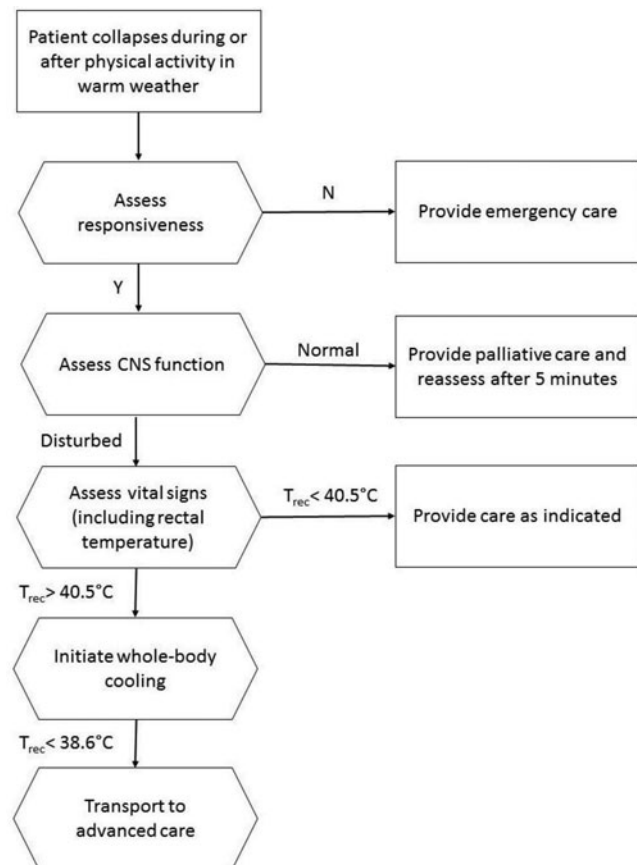 Patient collapses during or
after physical activity in
warm weather
Assess
responsiveness
N
Provide emergency care
Y
Assess CNS function
Normal
Provide palliative care and
reassess after 5 minutes
Disturbed
Assess vital signs
(including rectal
temperature)
Trec< 40.5°C
Provide care as indicated
Trec> 40.5°C
Initiate whole-body
cooling
Trec< 38.6°C
Transport to
advanced care